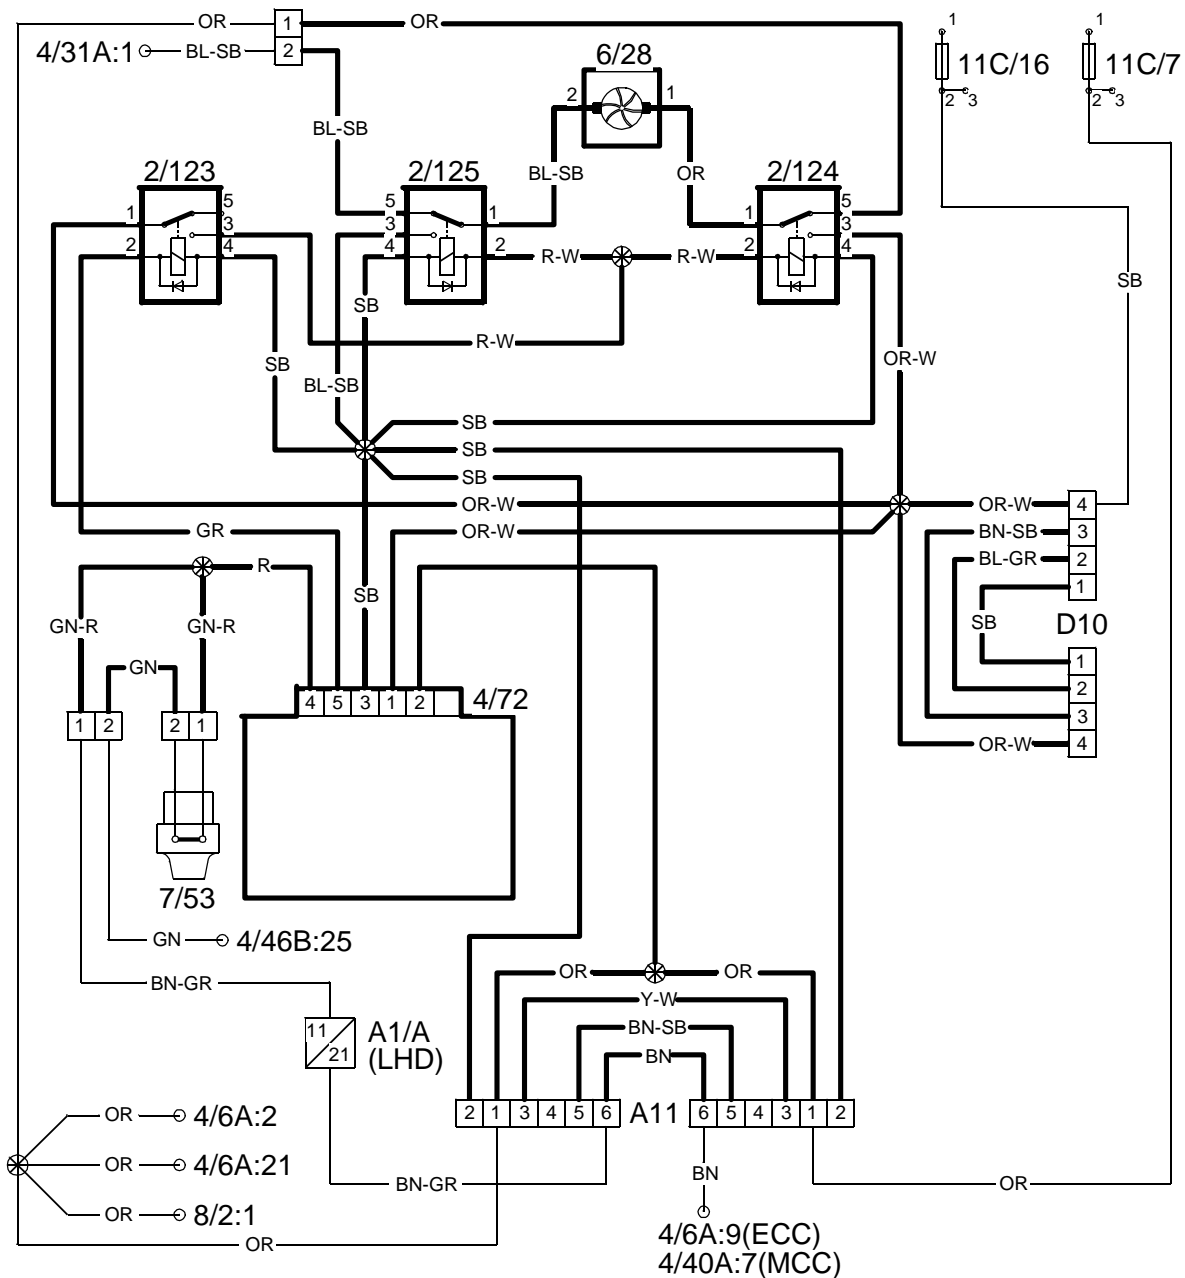 OR 1 OR
4/31A:1 BL-SB 2
6/28
2 1
1 11C/16
2 3
1 11C/7
2 3
BL-SB
BL-SB OR
2/123 2/125 2/124
1 5
2 3
4
5 1
3 2
4
1 5
2 3
4
R-W R-W
SB
SB
R-W
SB
BL-SB
OR-W
SB
SB
SB
OR-W OR-W 4
GR OR-W BN-SB 3
BL-GR 2
1
R
SB
SB
D10
GN-R GN-R
GN
1
2
3
OR-W 4
4 5 3 1 2 4/72
1 2 2 1
7/53
GN 4/46B:25
BN-GR
OR OR
Y-W
BN-SB
BN
11
21
A1/A
(LHD)
2 1 3 4 5 6 A11 6 5 4 3 1 2
OR 4/6A:2
OR 4/6A:21
OR 8/2:1
BN-GR
BN
OR
OR
4/6A:9(ECC)
4/40A:7(MCC)